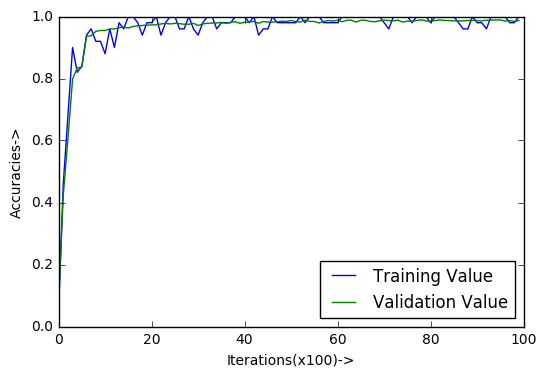 1.0
0.8
0.6
0.4
0.2
0.0
Accuracies->
Training Value
Validation Value
0 20 40 60 80 100
Iterations(x100)->